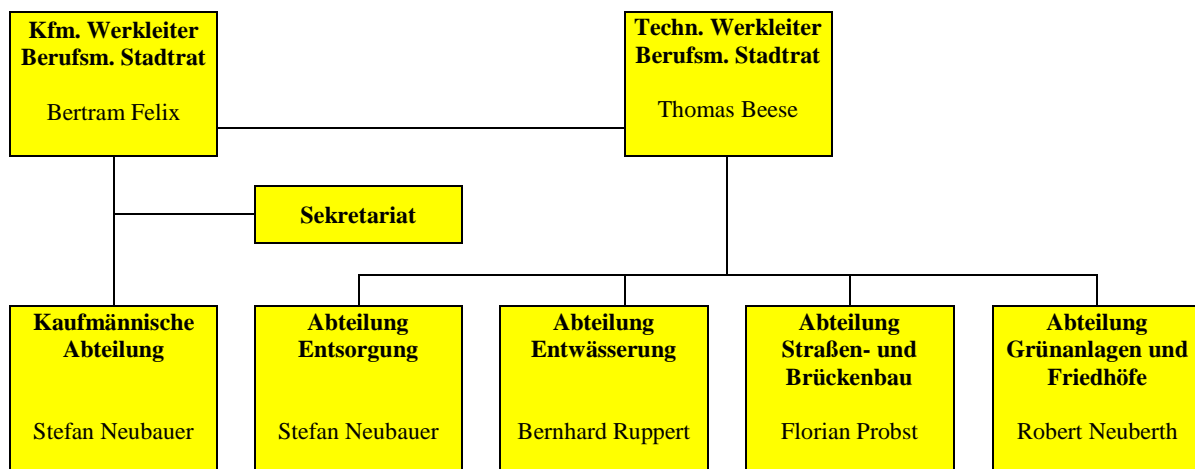 Kfm. Werkleiter
Berufsm. Stadtrat
Bertram Felix
Techn. Werkleiter
Berufsm. Stadtrat
Thomas Beese
Sekretariat
Kaufmännische
Abteilung
Stefan Neubauer
Abteilung
Entsorgung
Stefan Neubauer
Abteilung
Entwässerung
Bernhard Ruppert
Abteilung
Straßen- und
Brückenbau
Florian Probst
Abteilung
Grünanlagen und
Friedhöfe
Robert Neuberth